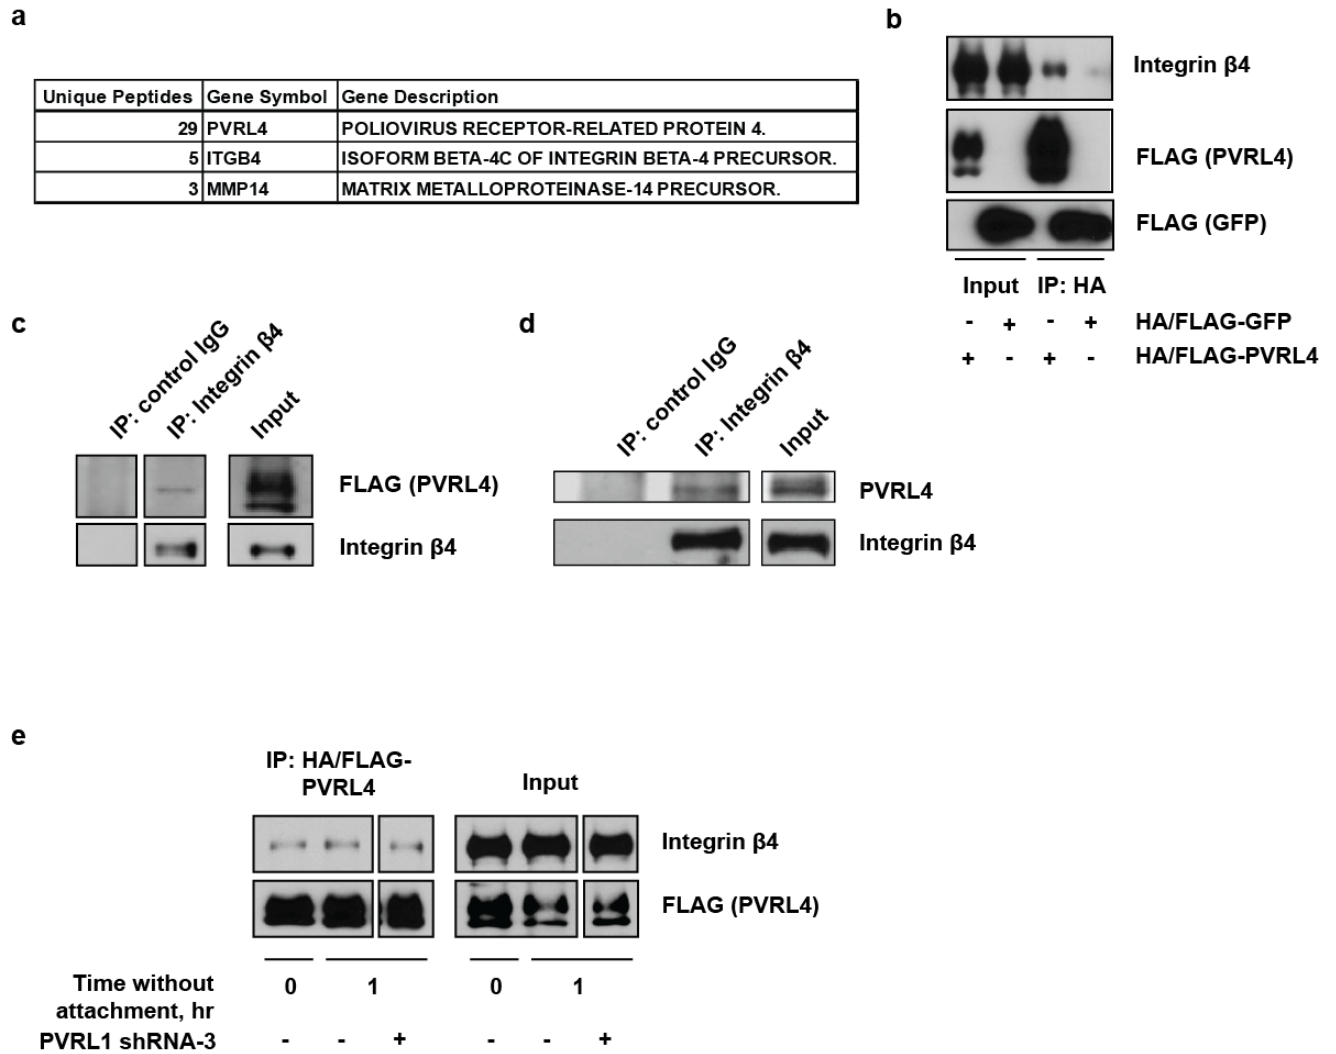 a
Unique Peptides Gene Symbol Gene Description
29 PVRL4 POLIOVIRUS RECEPTOR-RELATED PROTEIN 4.
5 ITGB4 ISOFORM BETA-4C OF INTEGRIN BETA-4 PRECURSOR.
3 MMP14 MATRIX METALLOPROTEINASE-14 PRECURSOR.
b
Integrin β4
FLAG (PVRL4)
FLAG (GFP)
Input IP: HA
- + - + HA/FLAG-GFP
+ - + - HA/FLAG-PVRL4
c
IP: control IgG
IP: Integrin β4
Input
FLAG (PVRL4)
Integrin β4
d
IP: control IgG
IP: Integrin β4
Input
PVRL4
Integrin β4
e
IP: HA/FLAG-
PVRL4
Input
Integrin β4
FLAG (PVRL4)
Time without
attachment, hr
0 1 0 1
PVRL1 shRNA-3 - - + - - +